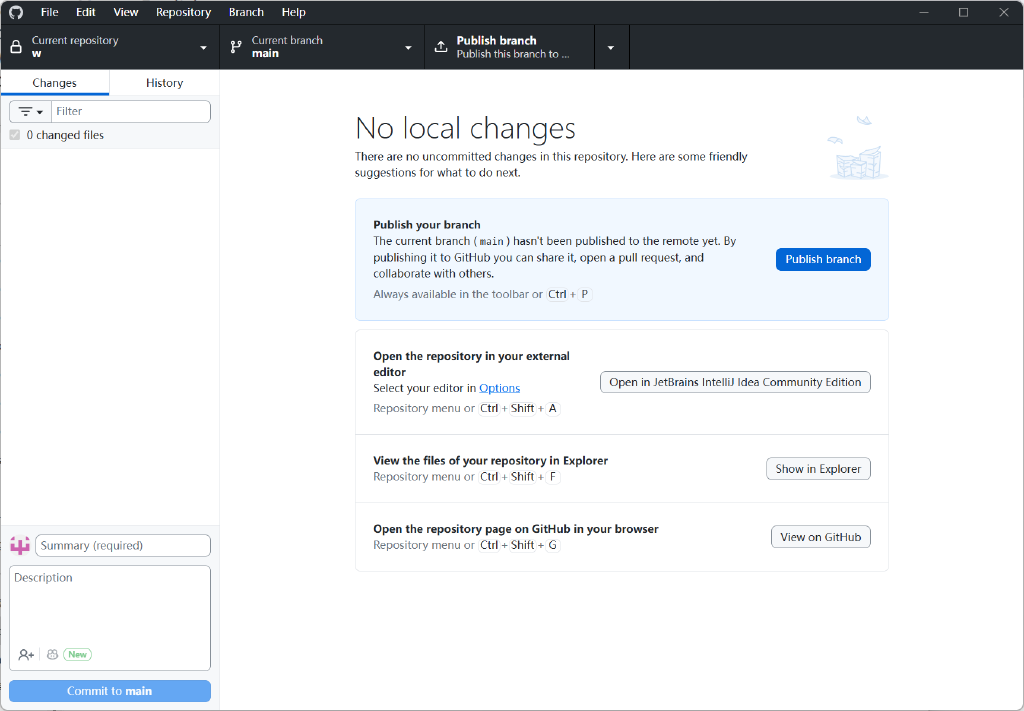 File Edit View Repository Branch Help
Current repository
w
Current branch
main
Publish branch
Publish this branch to ...
Changes
History
Filter
0 changed files
No local changes
There are no uncommitted changes in this repository. Here are some friendly
suggestions for what to do next.
Publish your branch
The current branch (main) hasn't been published to the remote yet. By
publishing it to GitHub you can share it, open a pull request, and
collaborate with others.
Always available in the toolbar or Ctrl + P
Publish branch
Open the repository in your external
editor
Select your editor in Options
Repository menu or Ctrl + Shift + A
Open in JetBrains IntelliJ Idea Community Edition
View the files of your repository in Explorer
Repository menu or Ctrl + Shift + F
Show in Explorer
Open the repository page on GitHub in your browser
Repository menu or Ctrl + Shift + G
View on GitHub
Summary (required)
Description
New
Commit to main